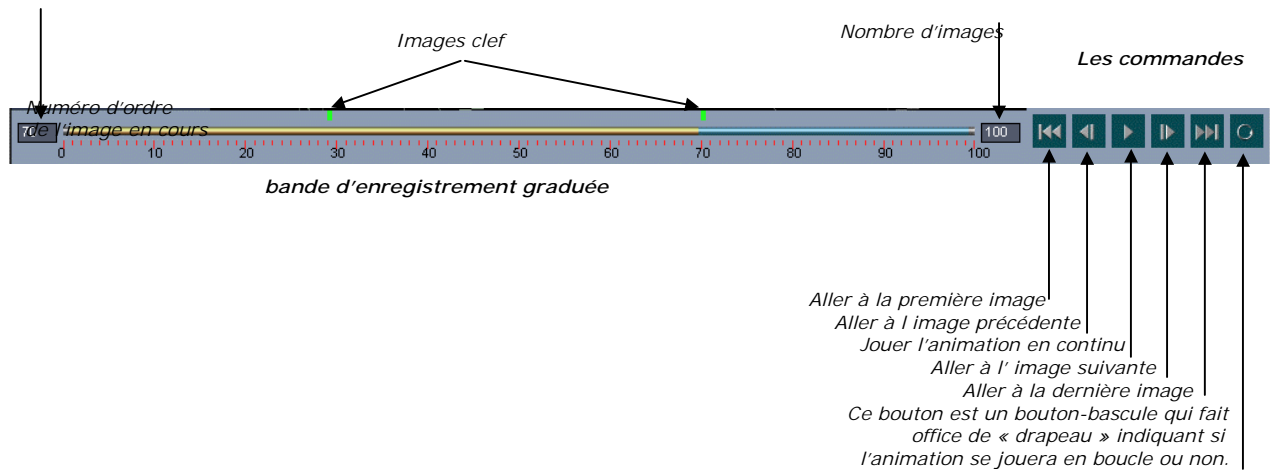 Nombre d'images
Images clef
Les commandes
Numéro d'ordre
de l'image en cours
70
100
0 10 20 30 40 50 60 70 80 90 100
bande d'enregistrement graduée
Aller à la première image
Aller à l image précédente
Jouer l'animation en continu
Aller à l' image suivante
Aller à la dernière image
Ce bouton est un bouton-bascule qui fait
office de « drapeau » indiquant si
l'animation se jouera en boucle ou non.